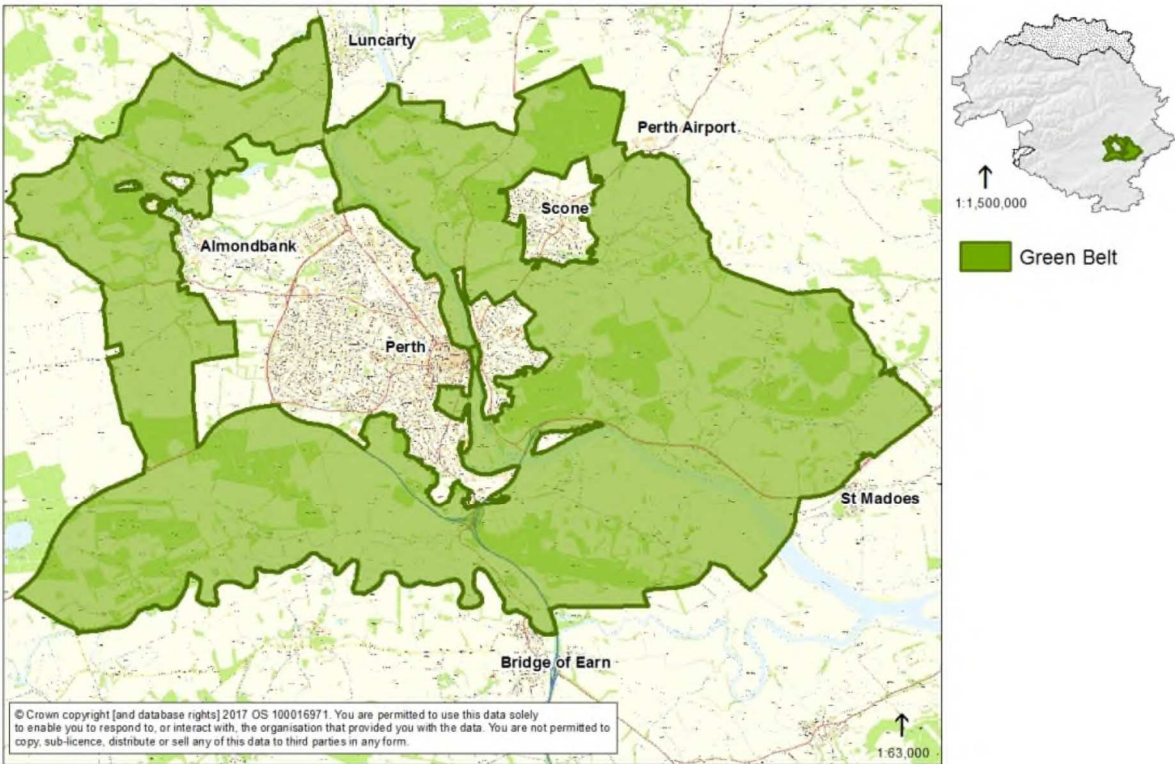 Luncarty
Perth Airport
Scone
Almondbank
Perth
St Madoes
Bridge of Earn
© Crown copyright [and database rights] 2017 OS 100016971. You are permitted to use this data solely
to enable you to respond to, or interact with, the organisation that provided you with the data. You are not permitted to
copy, sub-licence, distribute or sell any of this data to third parties in any form.
1:63,000
1:1,500,000
Green Belt